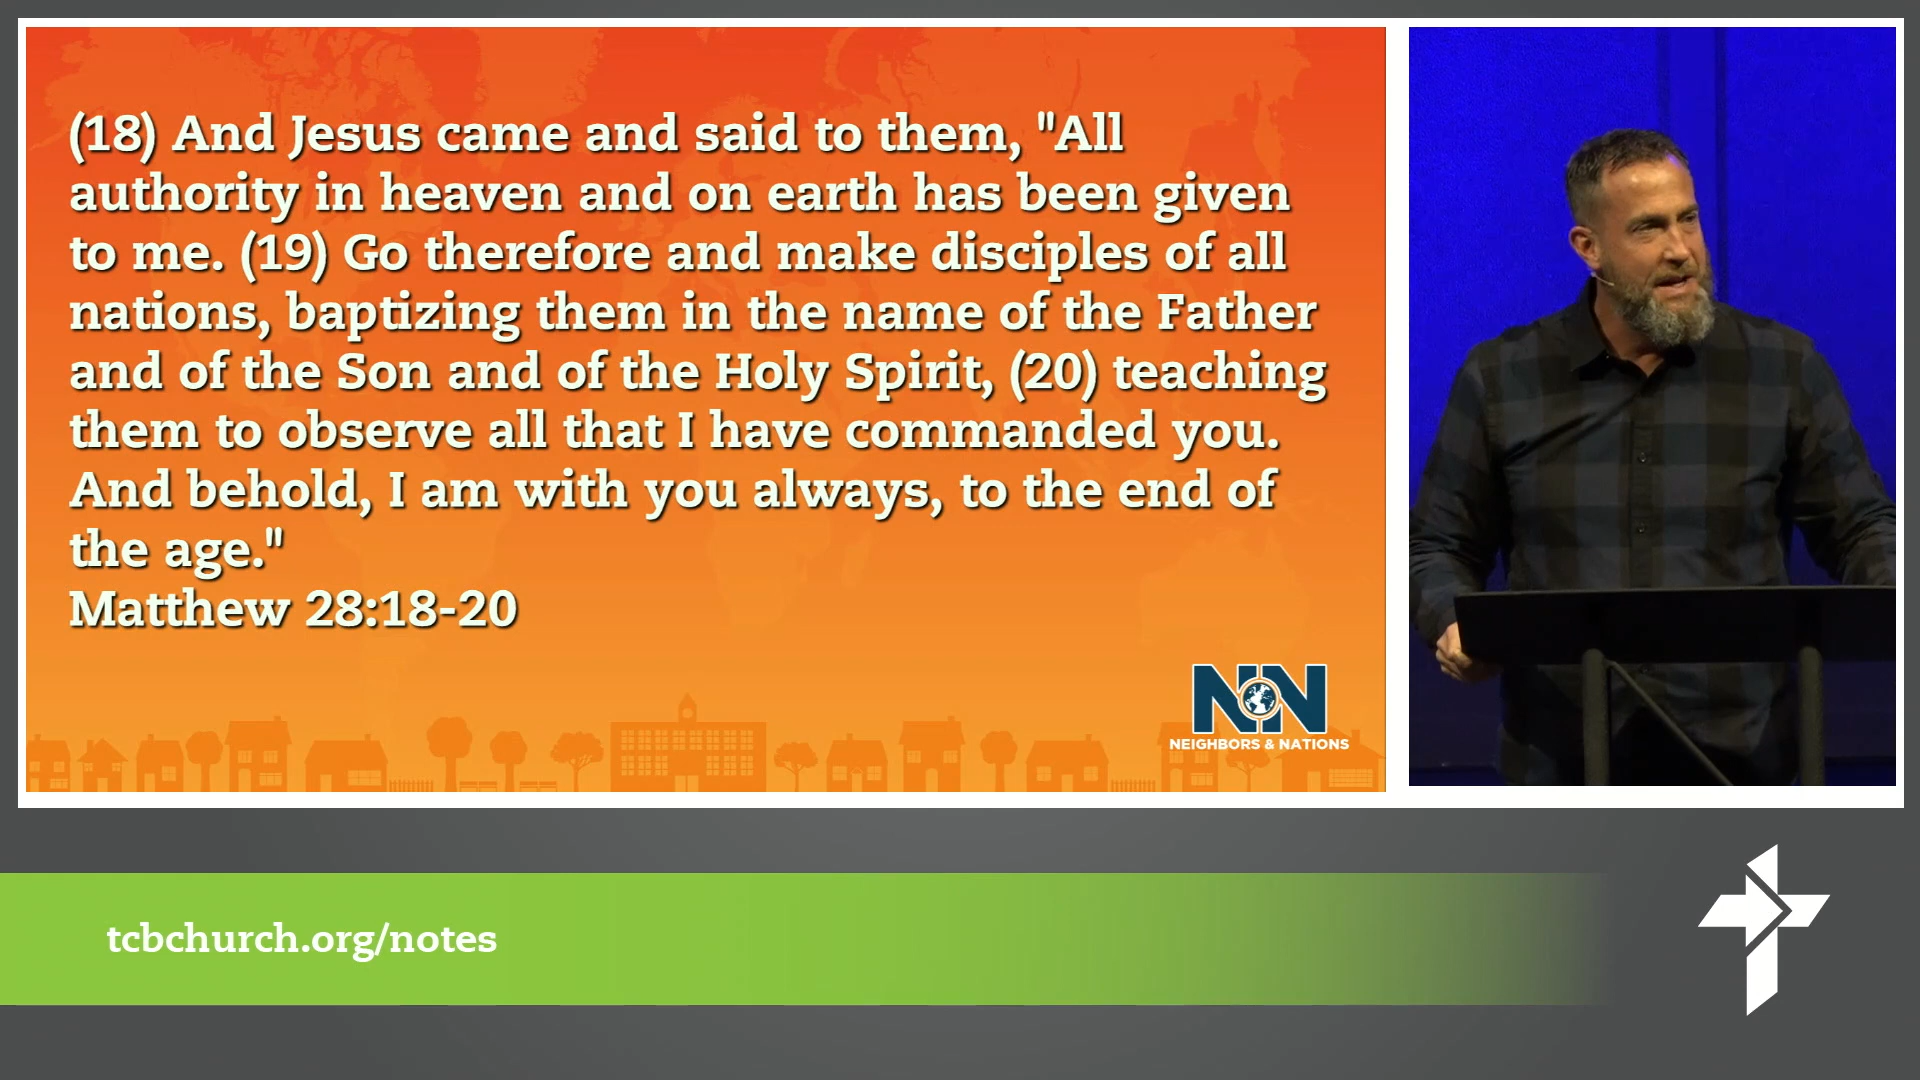 (18) And Jesus came and said to them, "All
authority in heaven and on earth has been given
to me. (19) Go therefore and make disciples of all
nations, baptizing them in the name of the Father
and of the Son and of the Holy Spirit, (20) teaching
them to observe all that I have commanded you.
And behold, I am with you always, to the end of
the age."
Matthew 28:18-20
NN
NEIGHBORS & NATIONS
tcbchurch.org/notes